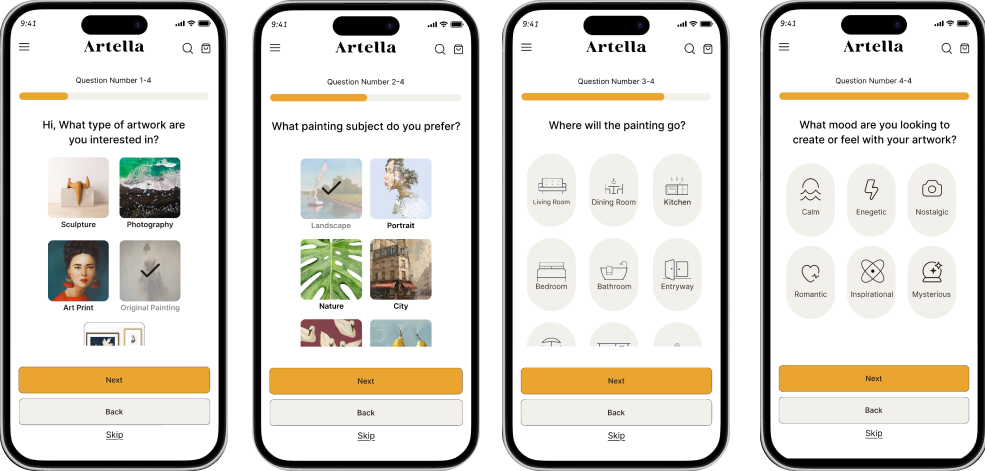 9:41
Artella
Question Number 1-4
Hi, What type of artwork are
you interested in?
Sculpture
Photography
Art Print
Original Painting
Next
Back
Skip
9:41
Artella
Question Number 2-4
What painting subject do you prefer?
Landscape
Portrait
Nature
City
Next
Back
Skip
9:41
Artella
Question Number 3-4
Where will the painting go?
Living Room
Dining Room
Kitchen
Bedroom
Bathroom
Entryway
Next
Back
Skip
9:41
Artella
Question Number 4-4
What mood are you looking to
create or feel with your artwork?
Calm
Enegetic
Nostalgic
Romantic
Inspirational
Mysterious
Next
Back
Skip